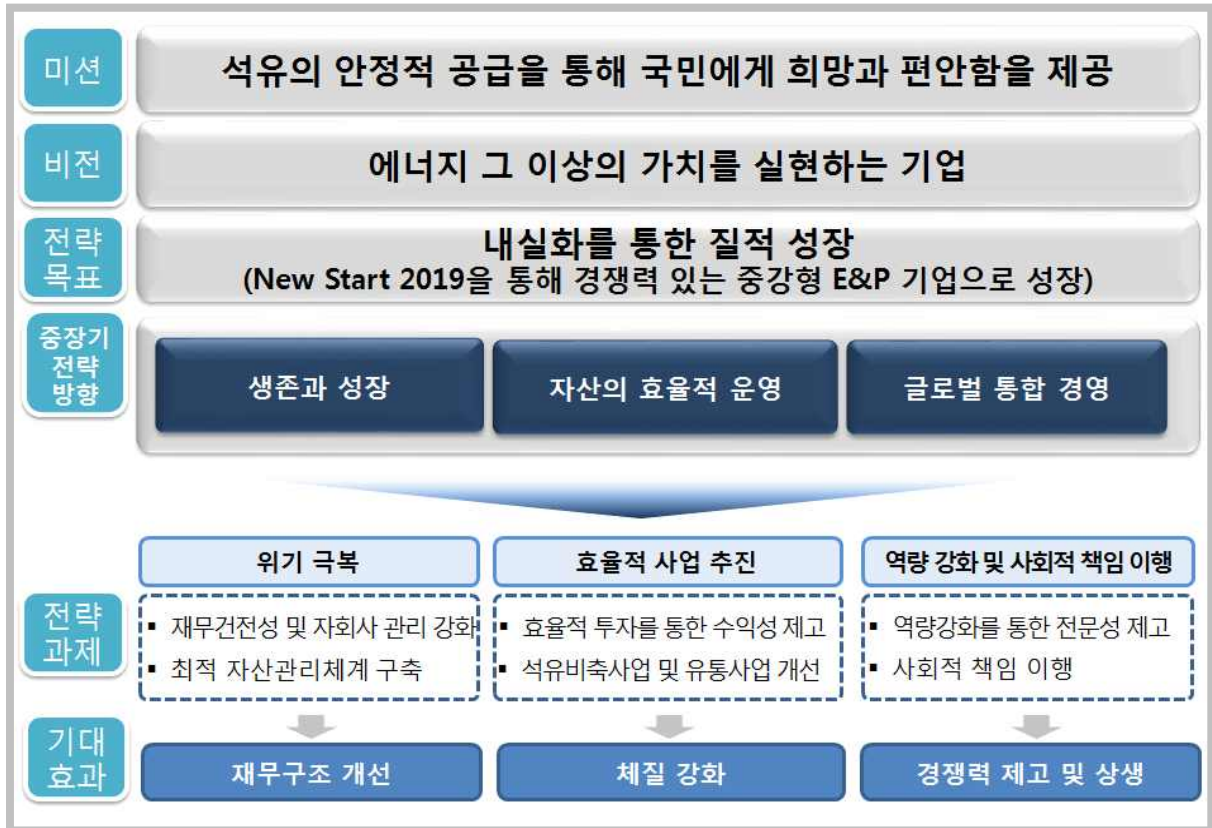 미션
석유의 안정적 공급을 통해 국민에게 희망과 편안함을 제공
비전
에너지 그 이상의 가치를 실현하는 기업
전략
목표
내실화를 통한 질적 성장
(New Start 2019을 통해 경쟁력 있는 중강형 E&P 기업으로 성장)
중장기
전략
방향
생존과 성장
자산의 효율적 운영
글로벌 통합 경영
위기 극복
효율적 사업 추진
역량 강화 및 사회적 책임 이행
전략
과제
▪ 재무건전성 및 자회사 관리 강화
▪ 최적 자산관리체계 구축
▪ 효율적 투자를 통한 수익성 제고
▪ 석유비축사업 및 유통사업 개선
▪ 역량강화를 통한 전문성 제고
▪ 사회적 책임 이행
기대
효과
재무구조 개선
체질 강화
경쟁력 제고 및 상생